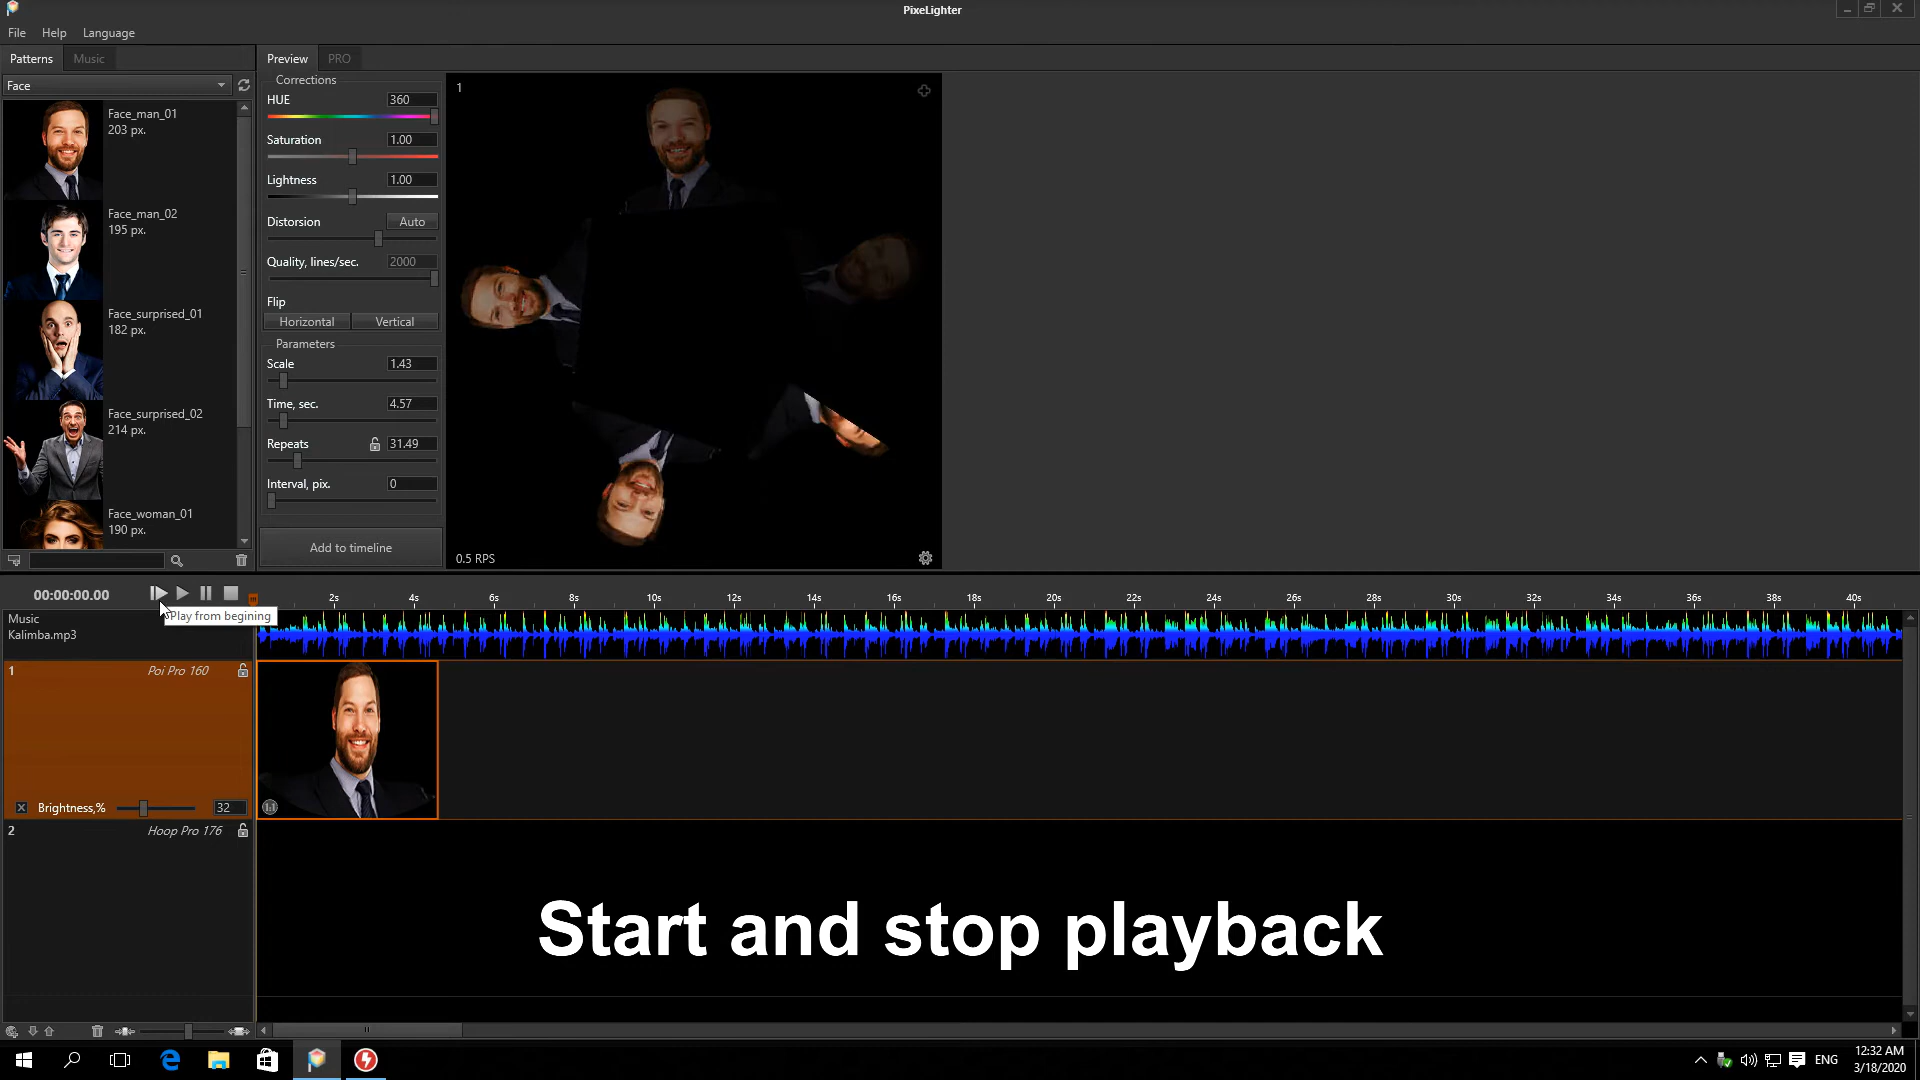 PixeLighter
File Help Language
Patterns Music
Preview PRO
Face
Face_man_01
203 px.
Face_man_02
195 px.
Face_surprised_01
182 px.
Face_surprised_02
214 px.
Face_woman_01
190 px.
Corrections
HUE 360
Saturation 1.00
Lightness 1.00
Distorsion Auto
Quality, lines/sec. 2000
Flip
Horizontal Vertical
Parameters
Scale 1.43
Time, sec. 4.57
Repeats 31.49
Interval, pix. 0
Add to timeline
1
0.5 RPS
00:00:00.00
Play from begining
2s 4s 6s 8s 10s 12s 14s 16s 18s 20s 22s 24s 26s 28s 30s 32s 34s 36s 38s 40s
Music
Kalimba.mp3
1 Poi Pro 160
Brightness,% 32
1:1
2 Hoop Pro 176
Start and stop playback
ENG
12:32 AM
3/18/2020